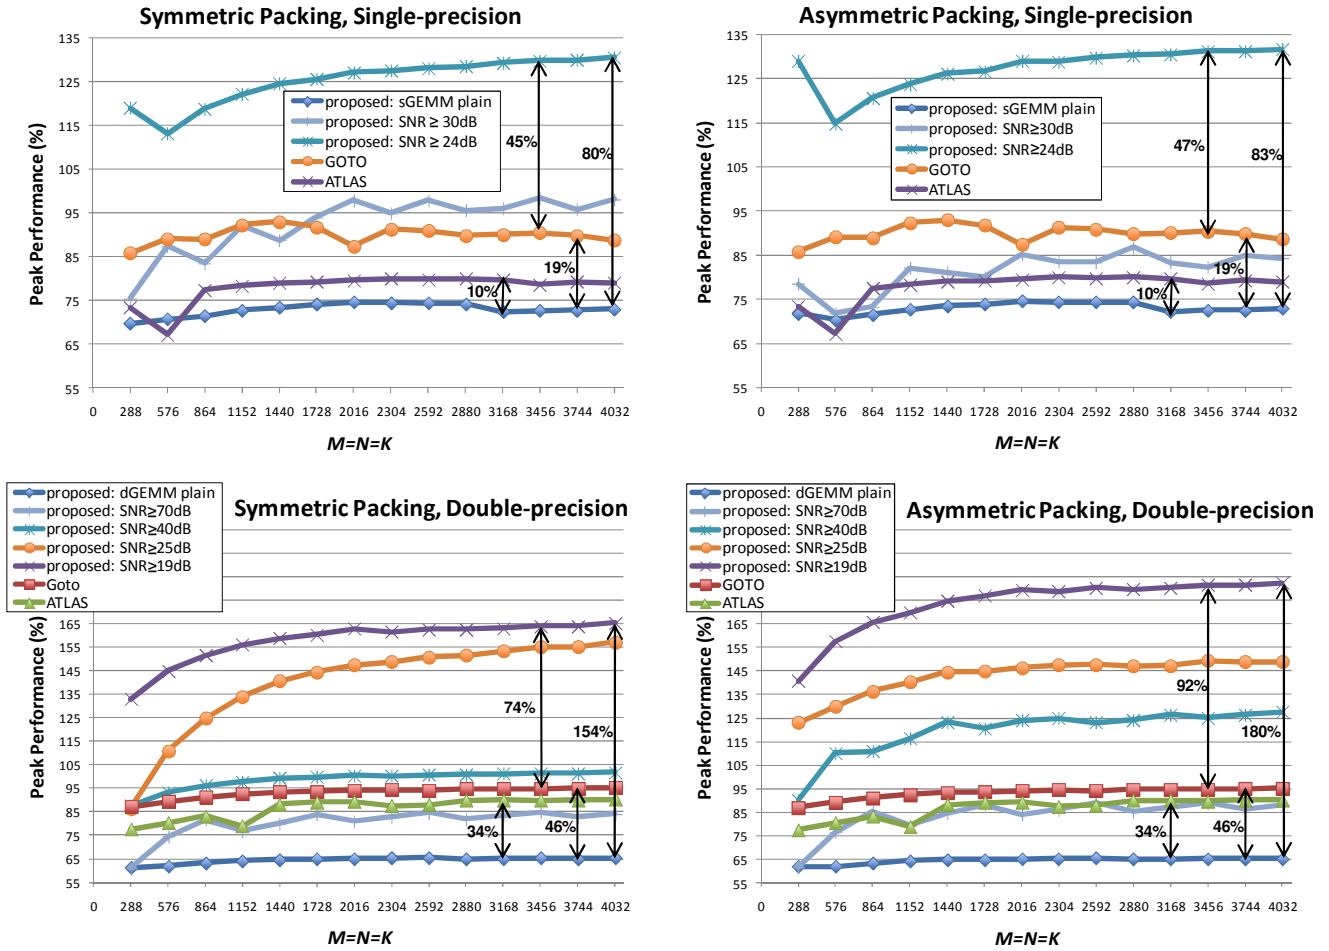 Symmetric Packing, Single-precision
Peak Performance (%)
135
125
115
105
95
85
75
65
55
proposed: sGEMM plain
proposed: SNR ≥ 30dB
proposed: SNR ≥ 24dB
GOTO
ATLAS
45%
80%
19%
10%
0 288 576 864 1152 1440 1728 2016 2304 2592 2880 3168 3456 3744 4032
M=N=K
Asymmetric Packing, Single-precision
Peak Performance (%)
135
125
115
105
95
85
75
65
55
proposed: sGEMM plain
proposed: SNR≥30dB
proposed: SNR≥24dB
GOTO
ATLAS
47%
83%
19%
10%
0 288 576 864 1152 1440 1728 2016 2304 2592 2880 3168 3456 3744 4032
M=N=K
proposed: dGEMM plain
proposed: SNR≥70dB
proposed: SNR≥40dB
proposed: SNR≥25dB
proposed: SNR≥19dB
Goto
ATLAS
Symmetric Packing, Double-precision
Peak Performance (%)
165
155
145
135
125
115
105
95
85
75
65
55
74%
154%
34%
46%
0 288 576 864 1152 1440 1728 2016 2304 2592 2880 3168 3456 3744 4032
M=N=K
proposed: dGEMM plain
proposed: SNR≥70dB
proposed: SNR≥40dB
proposed: SNR≥25dB
proposed: SNR≥19dB
GOTO
ATLAS
Asymmetric Packing, Double-precision
Peak Performance (%)
165
155
145
135
125
115
105
95
85
75
65
55
92%
180%
34%
46%
0 288 576 864 1152 1440 1728 2016 2304 2592 2880 3168 3456 3744 4032
M=N=K